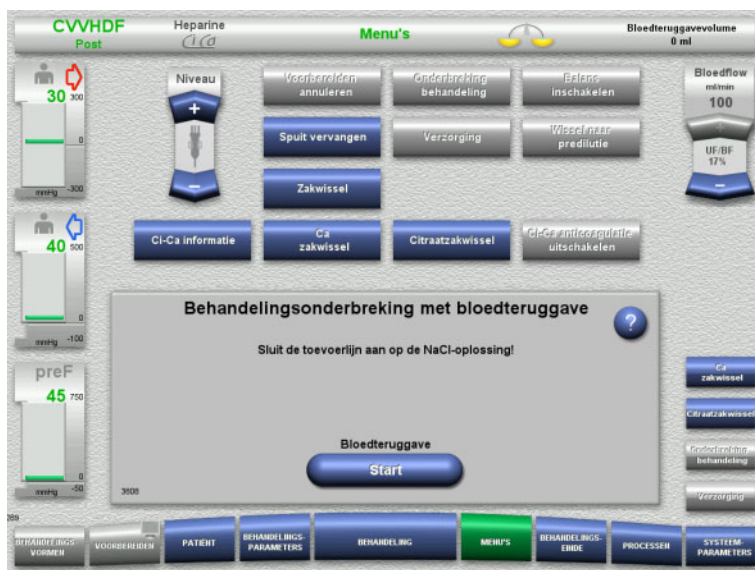 CVVHDF
Post
Heparine
Ci Ca
Menu's
Bloedteruggavevolume
0 ml
30
300
0
-300
mmHg
40
500
0
-100
mmHg
preF
45
750
0
-50
mmHg
Niveau
+
−
Voorbereiden
annuleren
Onderbreking
behandeling
Balans
inschakelen
Spuit vervangen
Verzorging
Wissel naar
predilutie
Zakwissel
Ci-Ca informatie
Ca
zakwissel
Citraatzakwissel
Ci-Ca anticoagulatie
uitschakelen
Bloedflow
ml/min
100
+
UF/BF
17%
−
Behandelingsonderbreking met bloedteruggave
?
Sluit de toevoerlijn aan op de NaCl-oplossing!
Bloedteruggave
Start
3608
Ca
zakwissel
Citraatzakwissel
Onderbreking
behandeling
Verzorging
BEHANDELINGS-
VORMEN
VOORBEREIDEN
PATIËNT
BEHANDELINGS-
PARAMETERS
BEHANDELING
MENU'S
BEHANDELINGS-
EINDE
PROCESSEN
SYSTEEM-
PARAMETERS